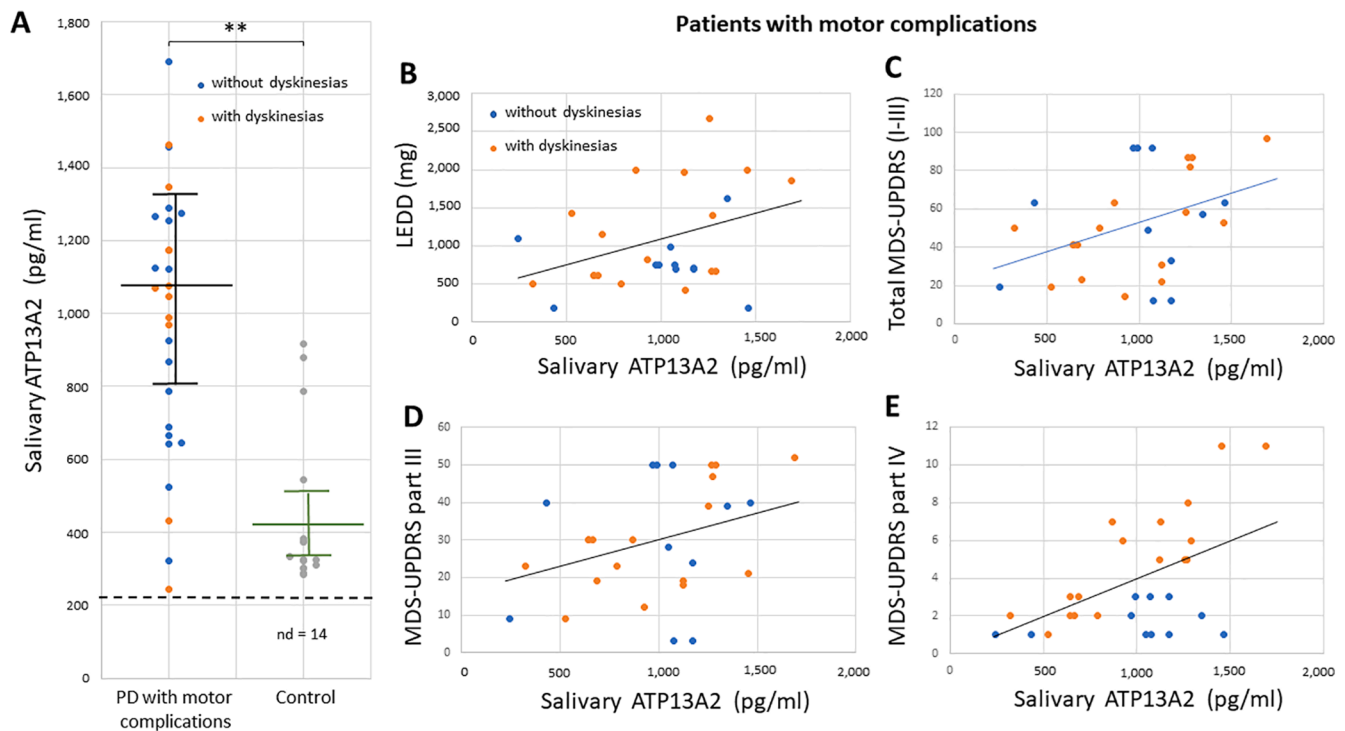 Patients with motor complications
A
Salivary ATP13A2 (pg/ml)
1,800
1,600
1,400
1,200
1,000
800
600
400
200
0
**
without dyskinesias
with dyskinesias
nd = 14
PD with motor
complications
Control
B
LEDD (mg)
3,000
2,500
2,000
1,500
1,000
500
0
without dyskinesias
with dyskinesias
0
500
1,000
1,500
2,000
Salivary ATP13A2 (pg/ml)
C
Total MDS-UPDRS (I-III)
120
100
80
60
40
20
0
0
500
1,000
1,500
2,000
Salivary ATP13A2 (pg/ml)
D
MDS-UPDRS part III
60
50
40
30
20
10
0
0
500
1,000
1,500
2,000
Salivary ATP13A2 (pg/ml)
E
MDS-UPDRS part IV
12
10
8
6
4
2
0
0
500
1,000
1,500
2,000
Salivary ATP13A2 (pg/ml)